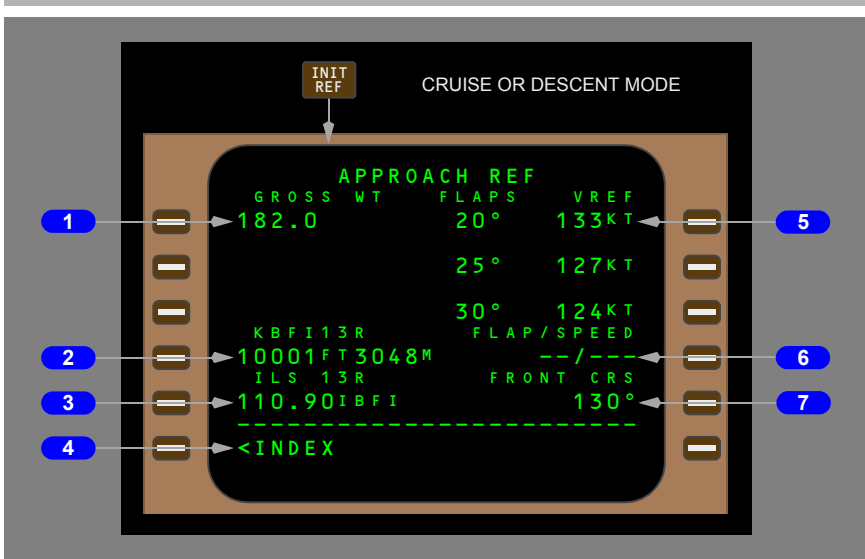 INIT
REF
CRUISE OR DESCENT MODE
APPROACH REF
GROSS WT FLAPS VREF
1 182.0 20° 133KT 5
25° 127KT
30° 124KT
KBFI13R FLAP/SPEED
2 10001FT3048M --/--- 6
ILS 13R FRONT CRS
3 110.90IBFI 130° 7
------------------------
4 <INDEX